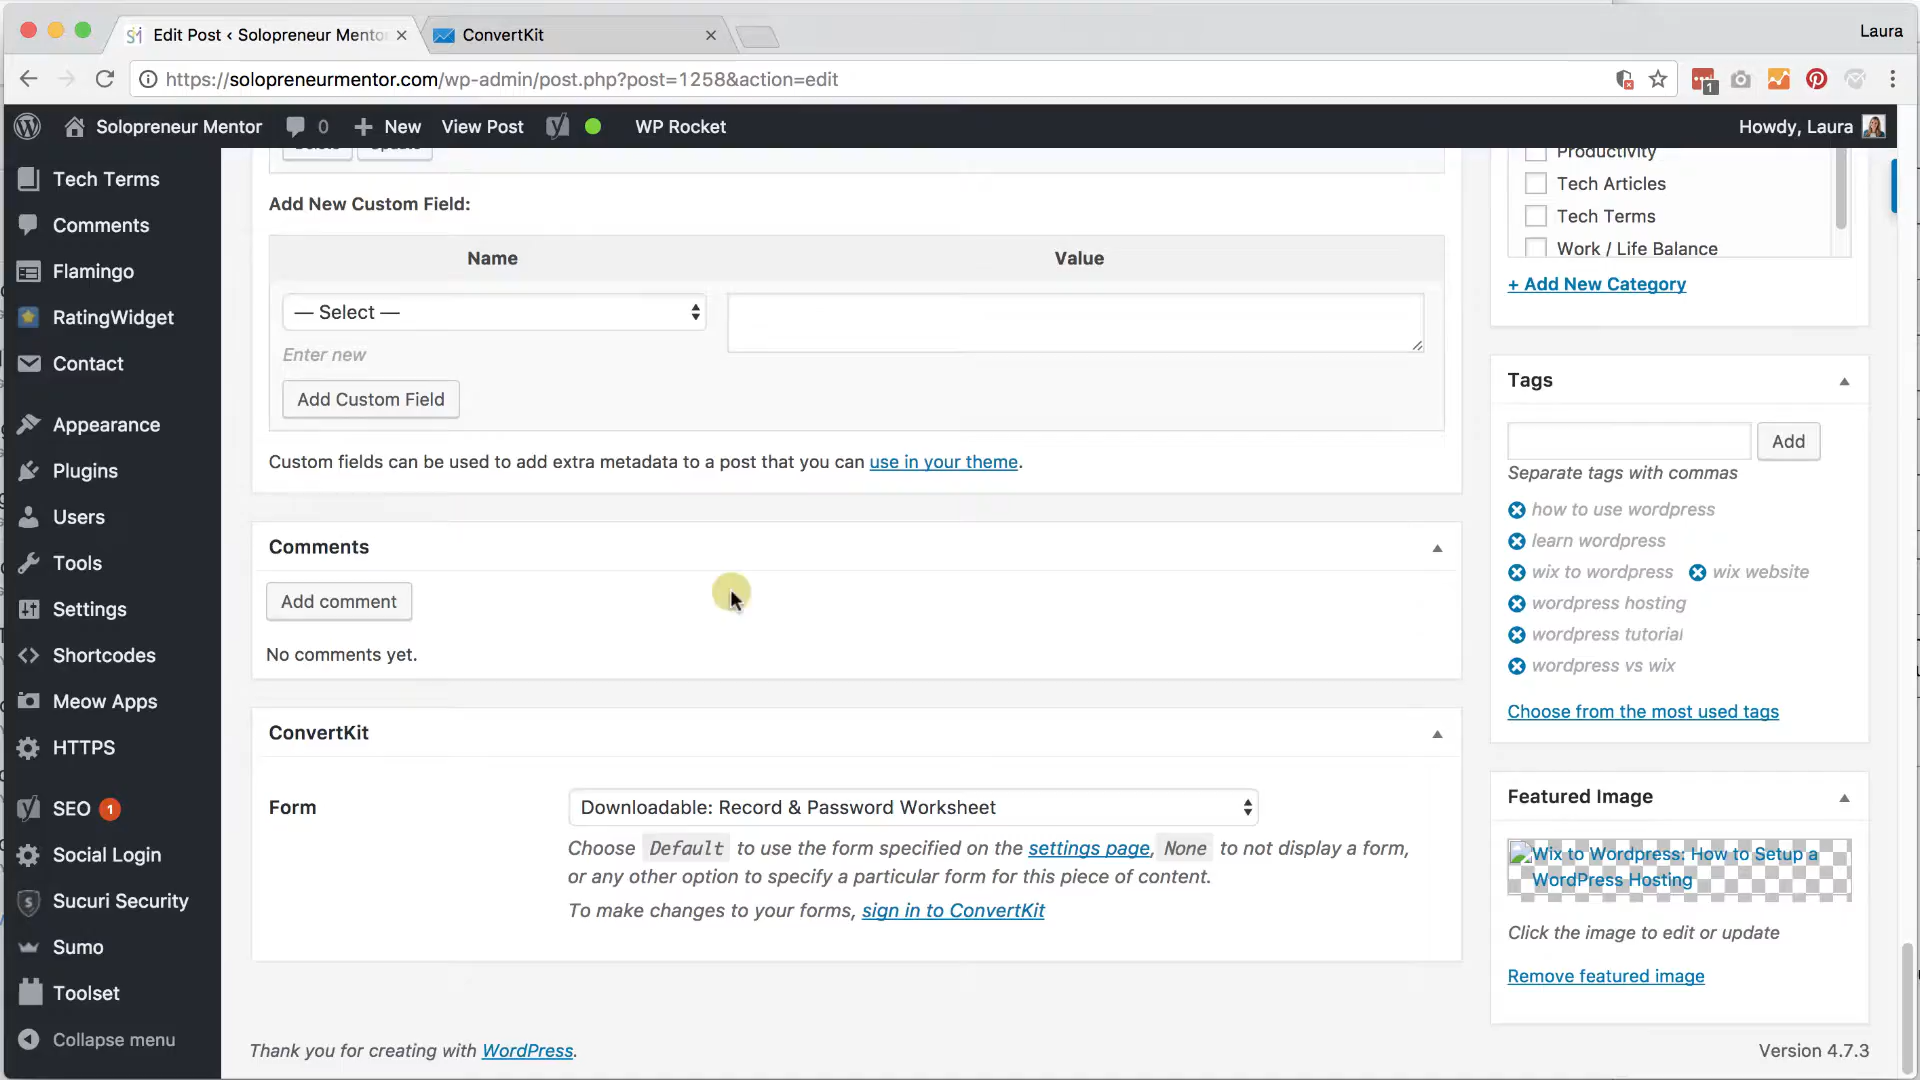 Edit Post ‹ Solopreneur Mento
ConvertKit
Laura
https://solopreneurmentor.com/wp-admin/post.php?post=1258&action=edit
1
Solopreneur Mentor
0
New
View Post
WP Rocket
Howdy, Laura
Tech Terms
Comments
Flamingo
RatingWidget
Contact
Appearance
Plugins
Users
Tools
Settings
Shortcodes
Meow Apps
HTTPS
SEO 1
Social Login
Sucuri Security
Sumo
Toolset
Collapse menu
Add New Custom Field:
Name
Value
— Select —
Enter new
Add Custom Field
Custom fields can be used to add extra metadata to a post that you can use in your theme.
Comments
Add comment
No comments yet.
ConvertKit
Form
Downloadable: Record & Password Worksheet
Choose Default to use the form specified on the settings page, None to not display a form,
or any other option to specify a particular form for this piece of content.
To make changes to your forms, sign in to ConvertKit
Thank you for creating with WordPress.
Productivity
Tech Articles
Tech Terms
Work / Life Balance
+ Add New Category
Tags
Add
Separate tags with commas
how to use wordpress
learn wordpress
wix to wordpress
wix website
wordpress hosting
wordpress tutorial
wordpress vs wix
Choose from the most used tags
Featured Image
Wix to Wordpress: How to Setup a
WordPress Hosting
Click the image to edit or update
Remove featured image
Version 4.7.3